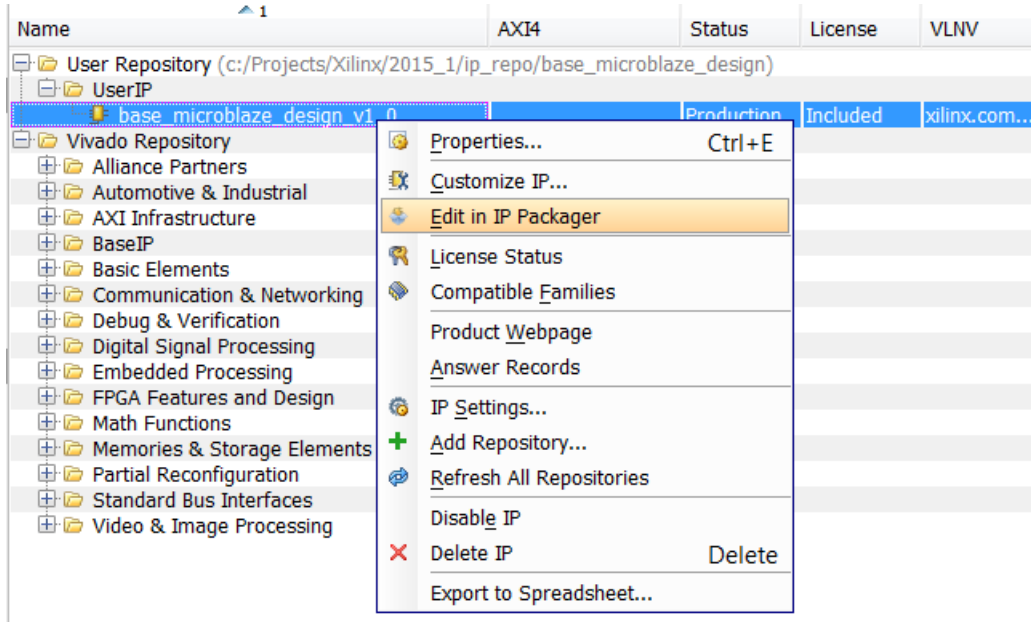 1
Name AXI4 Status License VLNV
User Repository (c:/Projects/Xilinx/2015_1/ip_repo/base_microblaze_design)
UserIP
base_microblaze_design_v1_0 Production Included xilinx.com...
Vivado Repository
Alliance Partners
Automotive & Industrial
AXI Infrastructure
BaseIP
Basic Elements
Communication & Networking
Debug & Verification
Digital Signal Processing
Embedded Processing
FPGA Features and Design
Math Functions
Memories & Storage Elements
Partial Reconfiguration
Standard Bus Interfaces
Video & Image Processing
Properties... Ctrl+E
Customize IP...
Edit in IP Packager
License Status
Compatible Families
Product Webpage
Answer Records
IP Settings...
Add Repository...
Refresh All Repositories
Disable IP
Delete IP Delete
Export to Spreadsheet...